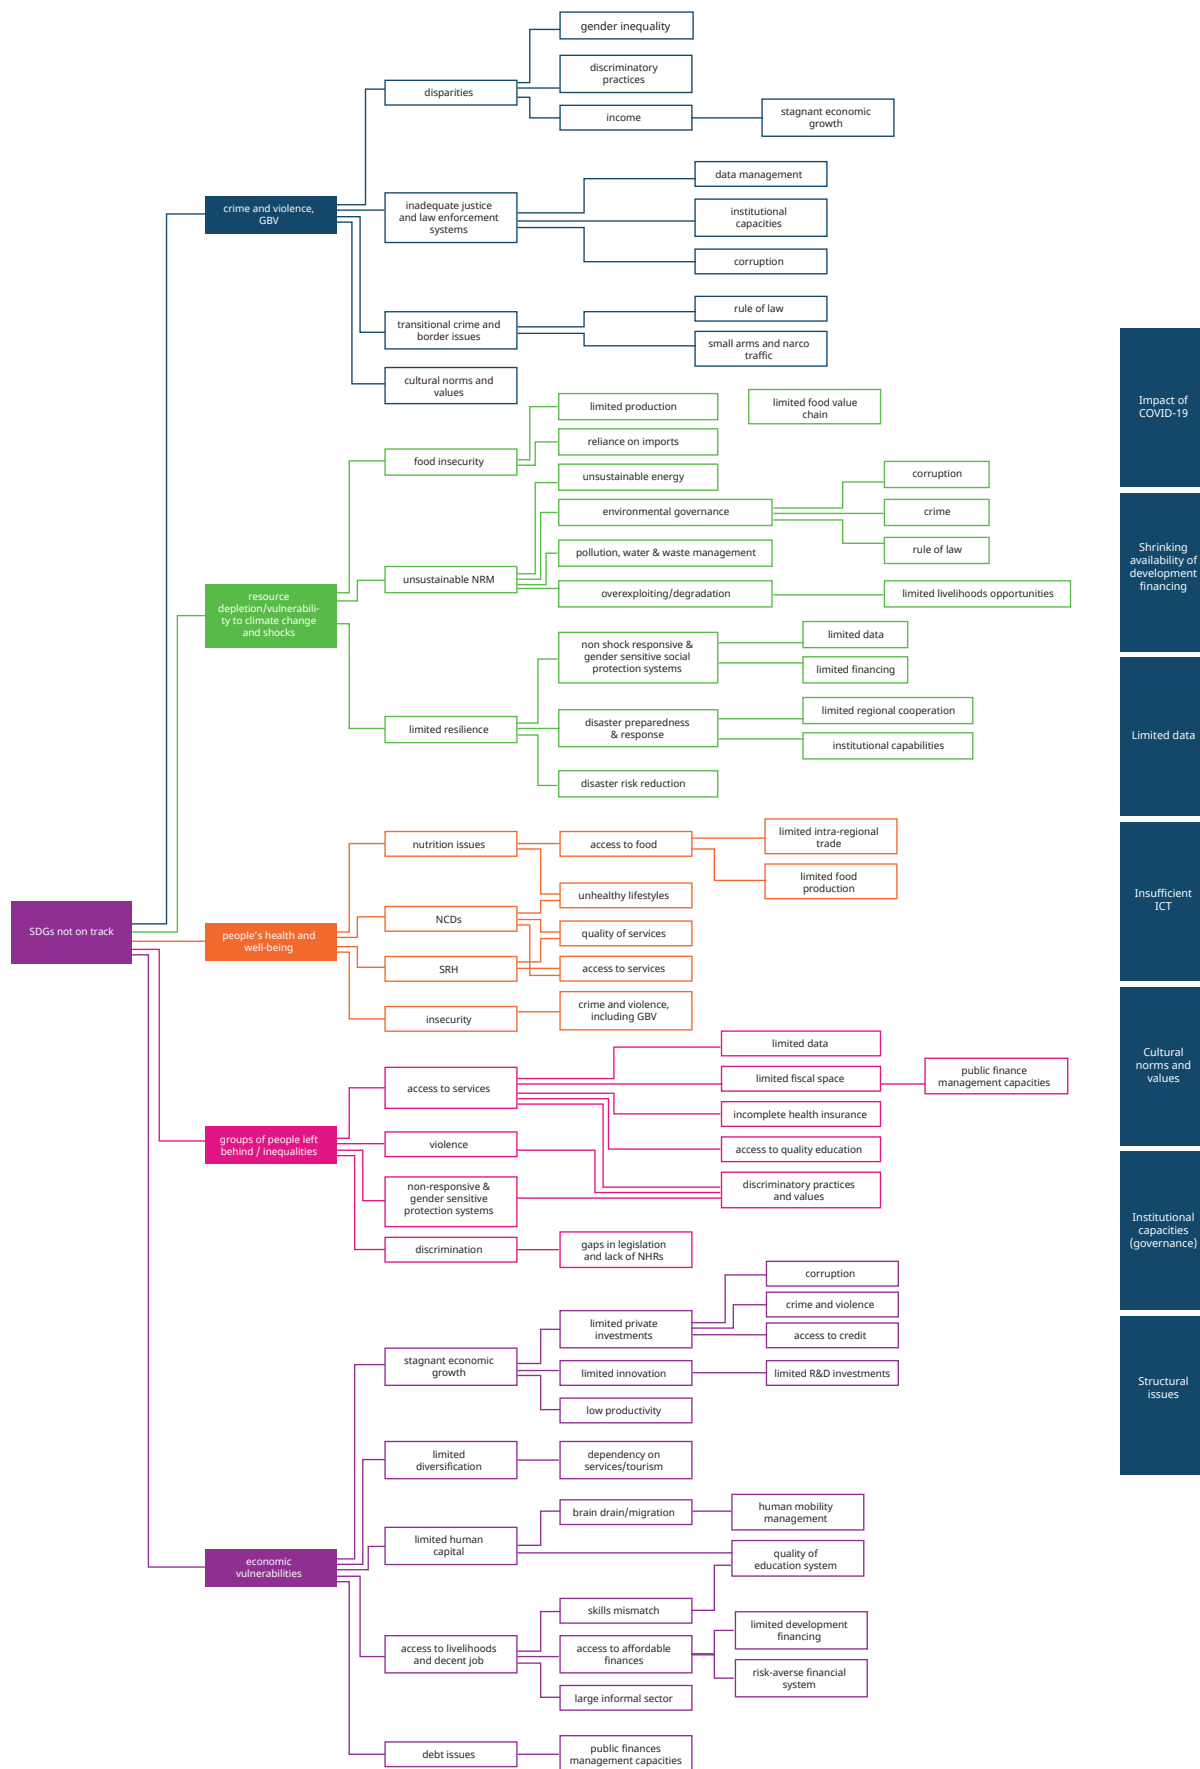 SDGs not on track
crime and violence,
GBV
disparities
gender inequality
discriminatory
practices
income
stagnant economic
growth
inadequate justice
and law enforcement
systems
data management
institutional
capacities
corruption
transitional crime and
border issues
rule of law
small arms and narco
traffic
cultural norms and
values
resource
depletion/vulnerabili-
ty to climate change
and shocks
food insecurity
limited production
limited food value
chain
reliance on imports
unsustainable NRM
unsustainable energy
environmental governance
corruption
crime
rule of law
pollution, water & waste management
overexploiting/degradation
limited livelihoods opportunities
limited resilience
non shock responsive &
gender sensitive social
protection systems
limited data
limited financing
disaster preparedness
& response
limited regional cooperation
institutional capabilities
disaster risk reduction
people's health and
well-being
nutrition issues
access to food
limited intra-regional
trade
limited food
production
unhealthy lifestyles
NCDs
quality of services
SRH
access to services
insecurity
crime and violence,
including GBV
groups of people left
behind / inequalities
access to services
limited data
limited fiscal space
public finance
management capacities
incomplete health insurance
access to quality education
violence
discriminatory practices
and values
non-responsive &
gender sensitive
protection systems
discrimination
gaps in legislation
and lack of NHRs
economic
vulnerabilities
stagnant economic
growth
limited private
investments
corruption
crime and violence
access to credit
limited innovation
limited R&D investments
low productivity
limited
diversification
dependency on
services/tourism
limited human
capital
brain drain/migration
human mobility
management
quality of
education system
access to livelihoods
and decent job
skills mismatch
access to affordable
finances
limited development
financing
risk-averse financial
system
large informal sector
debt issues
public finances
management capacities
Impact of
COVID-19
Shrinking
availability of
development
financing
Limited data
Insufficient
ICT
Cultural
norms and
values
Institutional
capacities
(governance)
Structural
issues